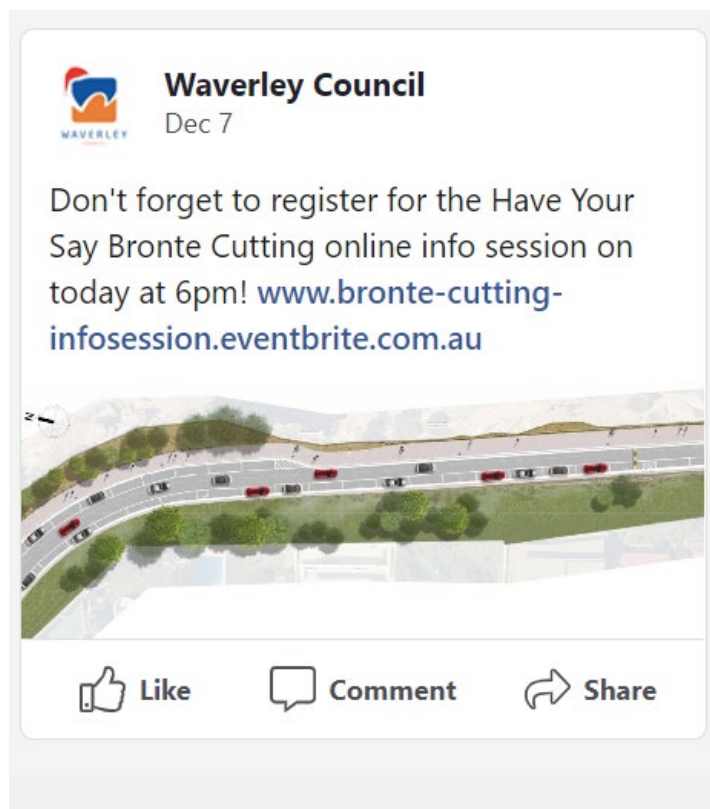 Waverley Council
Dec 7
WAVERLEY
Don't forget to register for the Have Your
Say Bronte Cutting online info session on
today at 6pm! www.bronte-cutting-
infosession.eventbrite.com.au
N
Like
Comment
Share